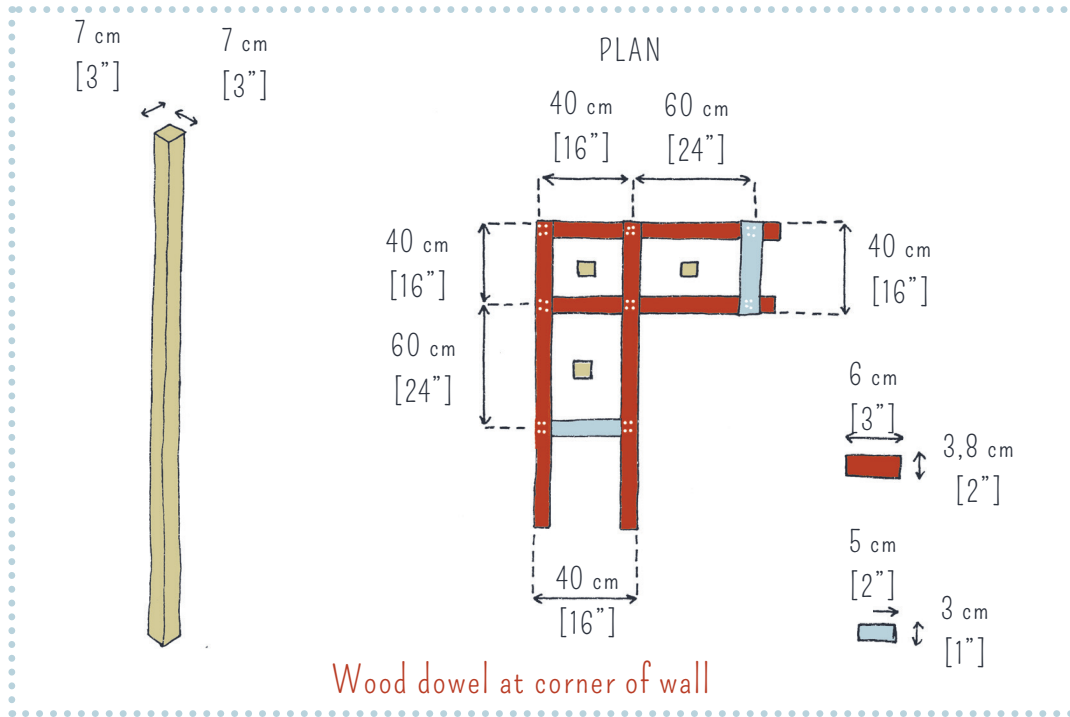 7 cm
[3”]
7 cm
[3”]
PLAN
40 cm
[16”]
60 cm
[24”]
40 cm
[16”]
60 cm
[24”]
40 cm
[16”]
40 cm
[16”]
6 cm
[3”]
3,8 cm
[2”]
5 cm
[2”]
3 cm
[1”]
Wood dowel at corner of wall